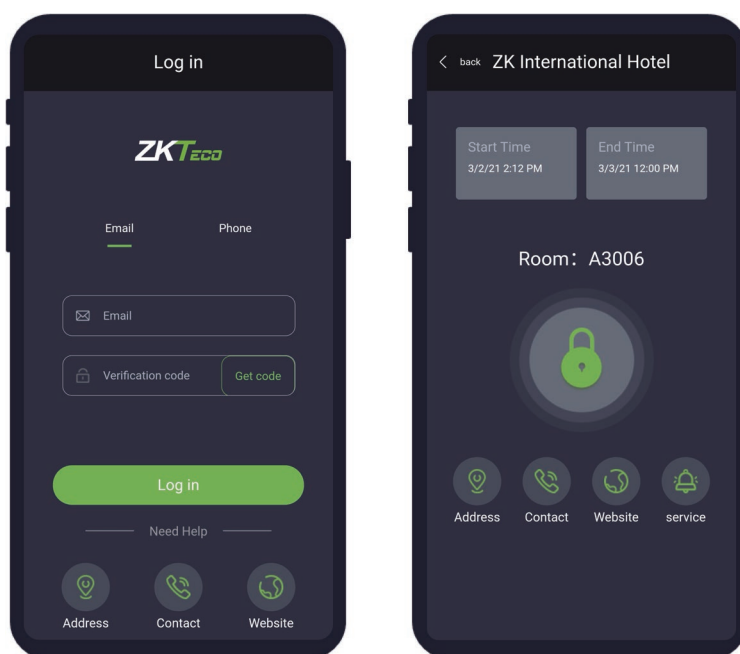 Log in
ZKTECO
Email Phone
Email
Verification code Get code
Log in
Need Help
Address Contact Website
back ZK International Hotel
Start Time End Time
3/2/21 2:12 PM 3/3/21 12:00 PM
Room: A3006
Address Contact Website service